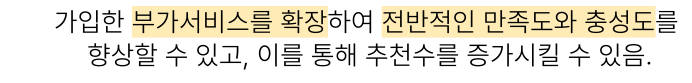 가입한 부가서비스를 확장하여 전반적인 만족도와 충성도를
향상할 수 있고, 이를 통해 추천수를 증가시킬 수 있음.